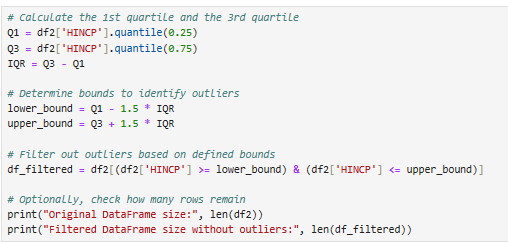 # Calculate the 1st quartile and the 3rd quartile
Q1 = df2['HINCP'].quantile(0.25)
Q3 = df2['HINCP'].quantile(0.75)
IQR = Q3 - Q1
# Determine bounds to identify outliers
lower_bound = Q1 - 1.5 * IQR
upper_bound = Q3 + 1.5 * IQR
# Filter out outliers based on defined bounds
df_filtered = df2[(df2['HINCP'] >= lower_bound) & (df2['HINCP'] <= upper_bound)]
# Optionally, check how many rows remain
print("Original DataFrame size:", len(df2))
print("Filtered DataFrame size without outliers:", len(df_filtered))